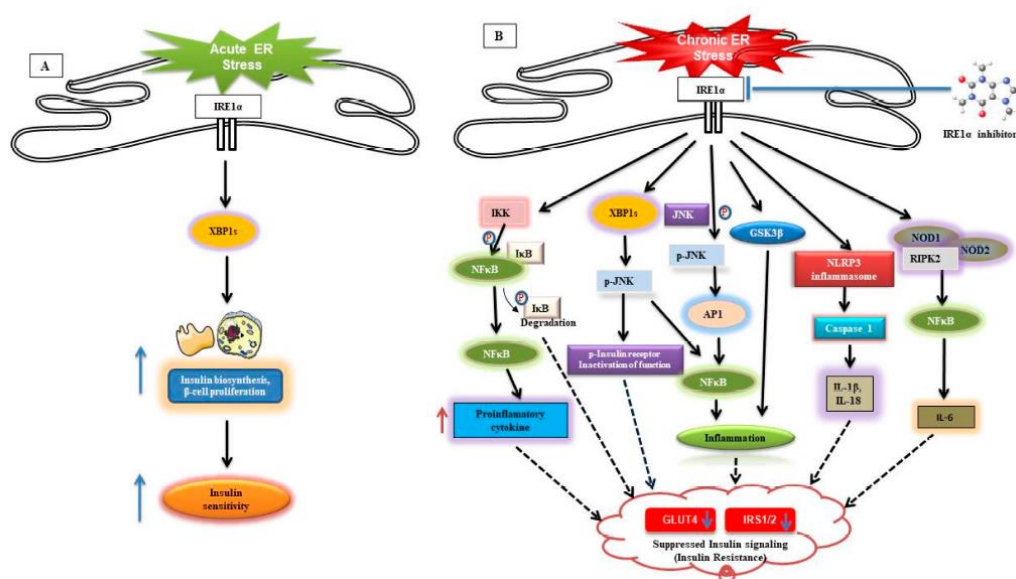 A
Acute ER
Stress
IRE1α
XBP1s
Insulin biosynthesis,
β-cell proliferation
Insulin
sensitivity
B
Chronic ER
Stress
IRE1α
IRE1α inhibitor
IKK
P
IκB
NFκB
P
IκB
Degradation
NFκB
Proinflamatory
cytokine
XBP1s
p-JNK
p-Insulin receptor
Inactivation of function
JNK
P
p-JNK
AP1
NFκB
Inflammation
GSK3β
NLRP3
inflammasome
Caspase 1
IL-1β,
IL-18
NOD1
NOD2
RIPK2
NFκB
IL-6
GLUT4
IRS1/2
Suppressed Insulin signaling
(Insulin Resistance)